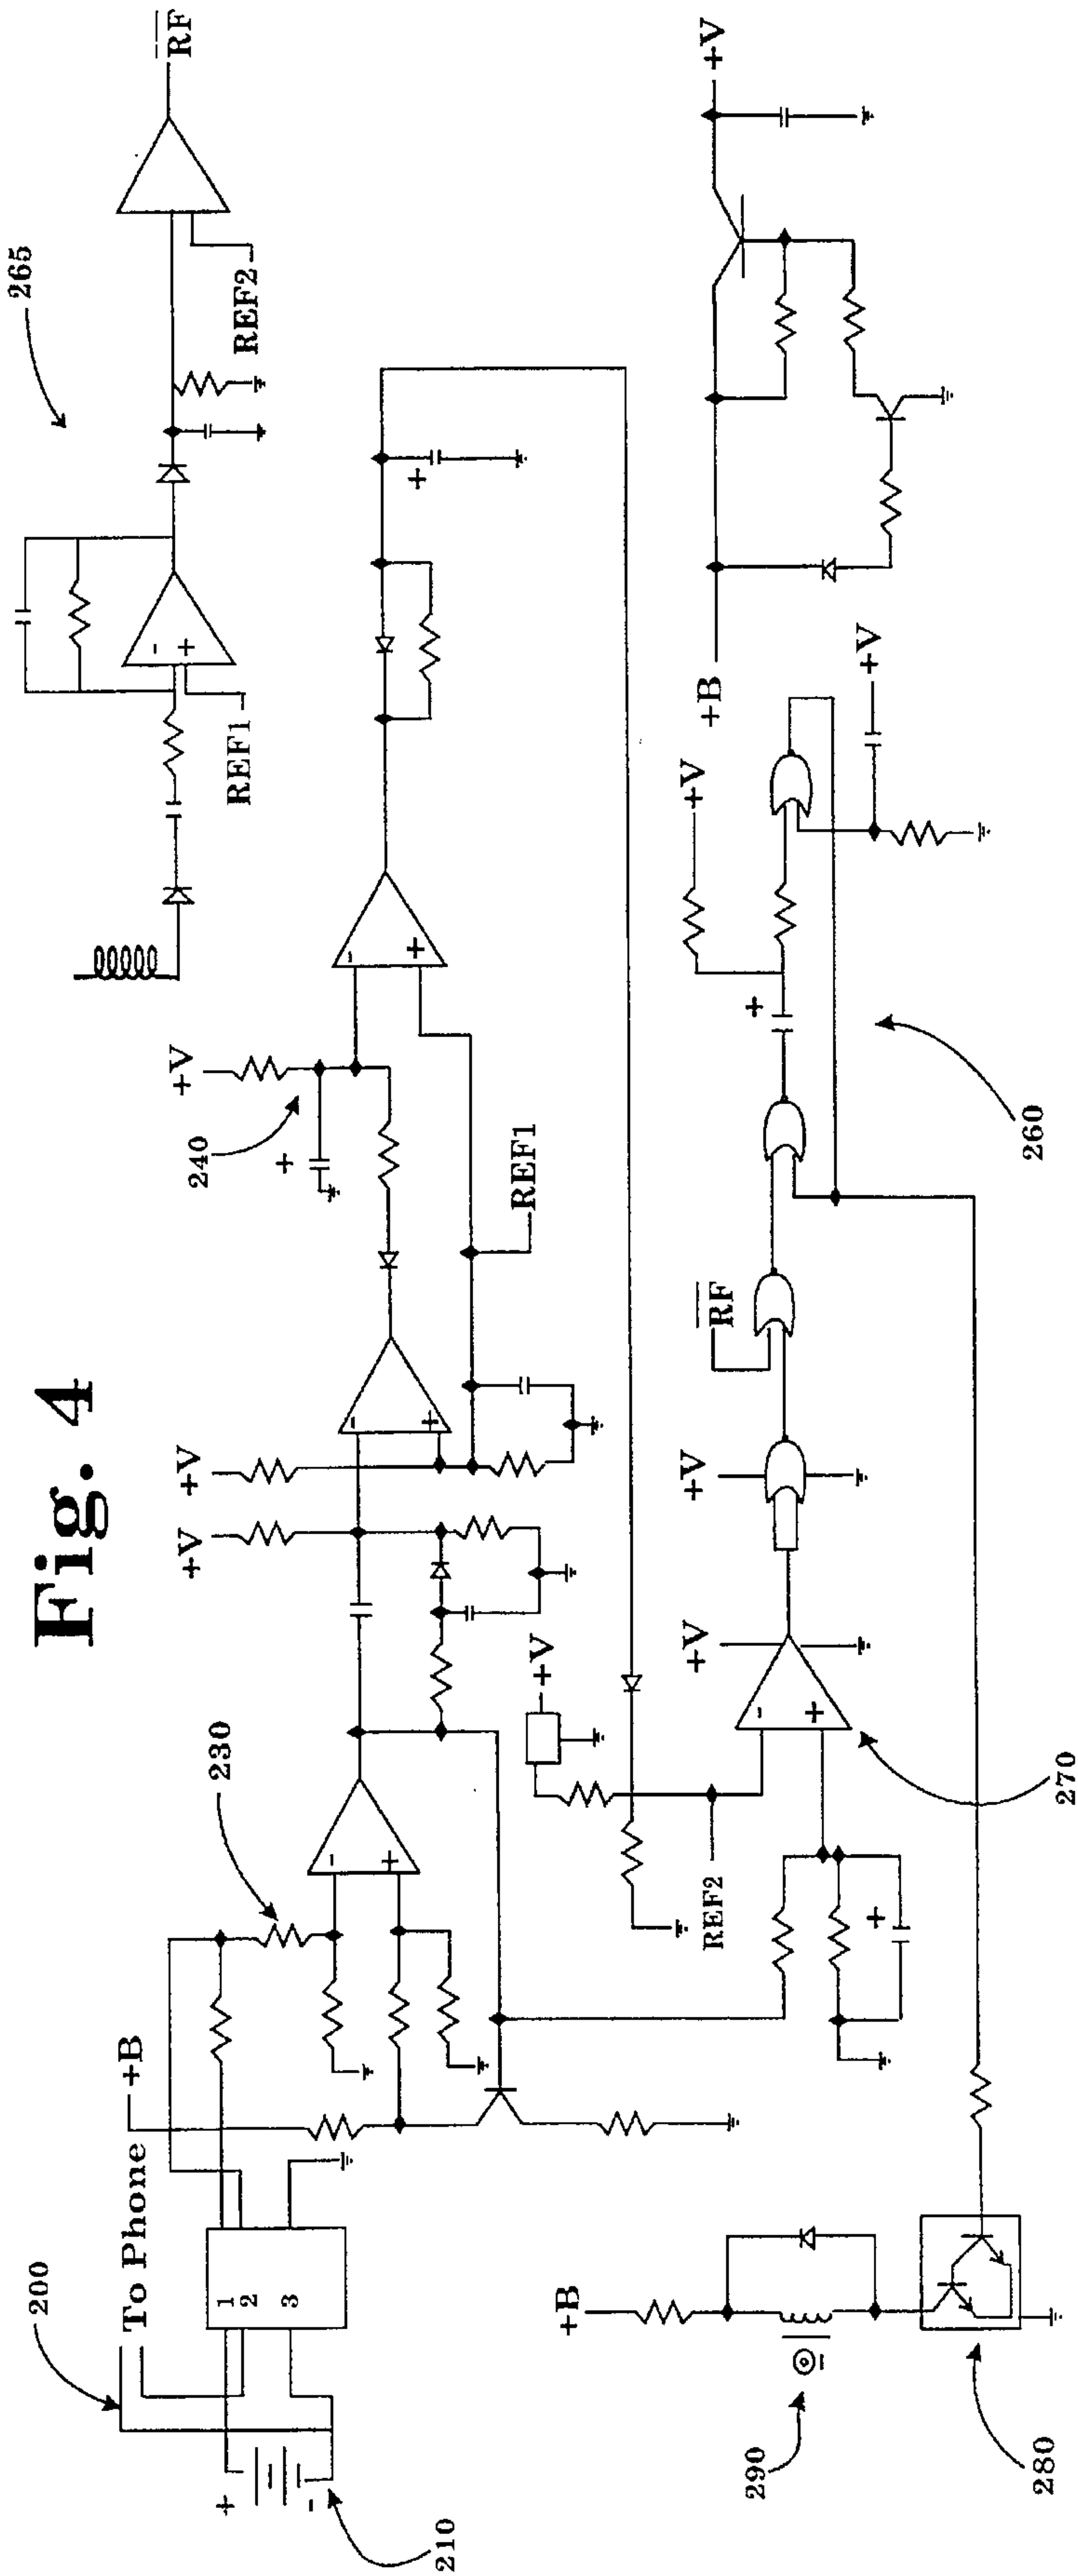 Fig. 4
200
To Phone
+B
1
2
3
+
-
210
230
-
+
+V
+V
-
+
REF1
240
+
+V
-
+
+
REF1
-
+
265
REF2
RF
+B
290
280
REF2
+V
+
270
-
+
+V
+V
RF
260
+
+V
+V
+B
+V